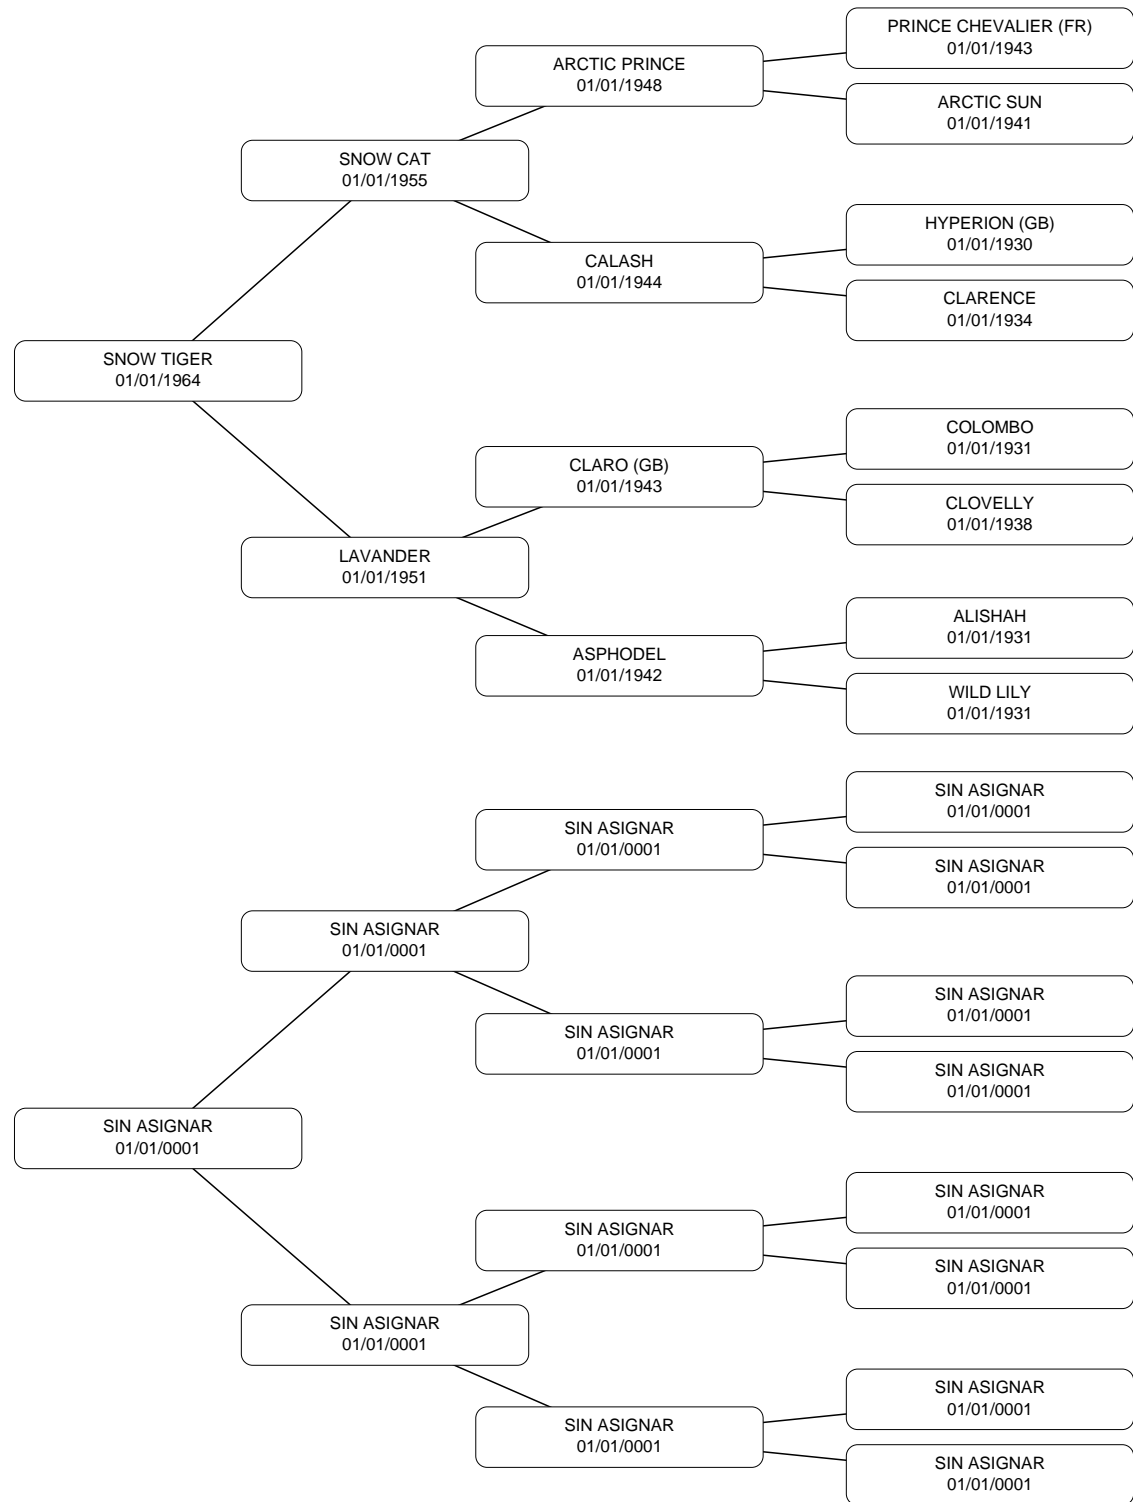 PRINCE CHEVALIER (FR)
01/01/1943
ARCTIC PRINCE
01/01/1948
ARCTIC SUN
01/01/1941
SNOW CAT
01/01/1955
HYPERION (GB)
01/01/1930
CALASH
01/01/1944
CLARENCE
01/01/1934
SNOW TIGER
01/01/1964
COLOMBO
01/01/1931
CLARO (GB)
01/01/1943
CLOVELLY
01/01/1938
LAVANDER
01/01/1951
ALISHAH
01/01/1931
ASPHODEL
01/01/1942
WILD LILY
01/01/1931
SIN ASIGNAR
01/01/0001
SIN ASIGNAR
01/01/0001
SIN ASIGNAR
01/01/0001
SIN ASIGNAR
01/01/0001
SIN ASIGNAR
01/01/0001
SIN ASIGNAR
01/01/0001
SIN ASIGNAR
01/01/0001
SIN ASIGNAR
01/01/0001
SIN ASIGNAR
01/01/0001
SIN ASIGNAR
01/01/0001
SIN ASIGNAR
01/01/0001
SIN ASIGNAR
01/01/0001
SIN ASIGNAR
01/01/0001
SIN ASIGNAR
01/01/0001
SIN ASIGNAR
01/01/0001